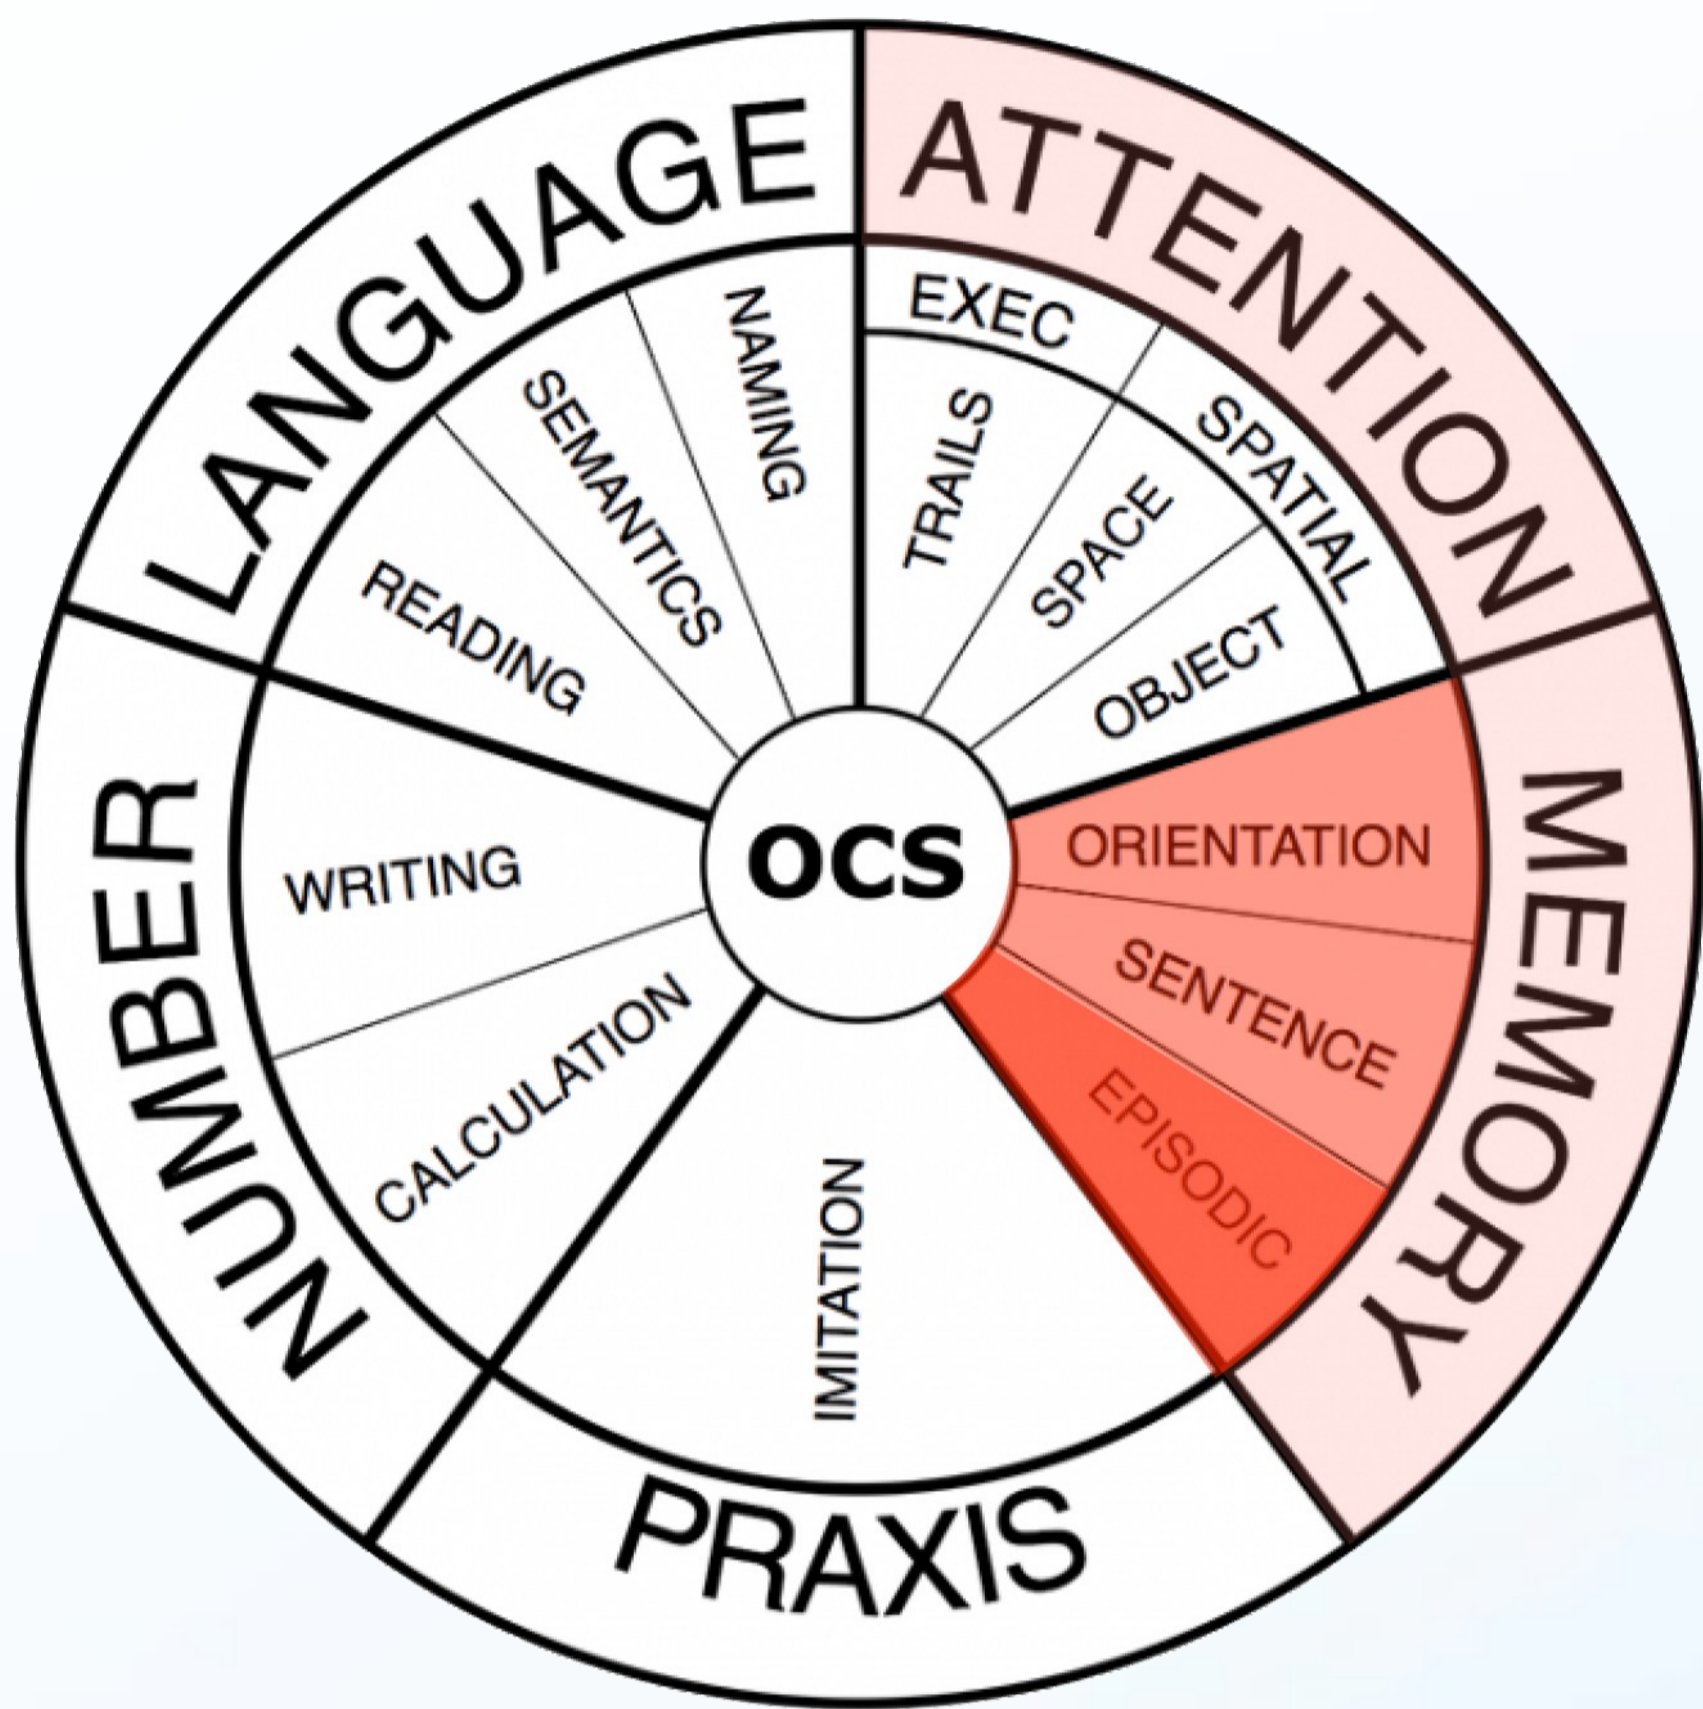 LANGUAGE
NAMING
SEMANTICS
READING
ATTENTION
EXEC
TRAILS
SPATIAL
SPACE
OBJECT
MEMORY
ORIENTATION
SENTENCE
EPISODIC
PRAXIS
IMITATION
NUMBER
WRITING
CALCULATION
OCS